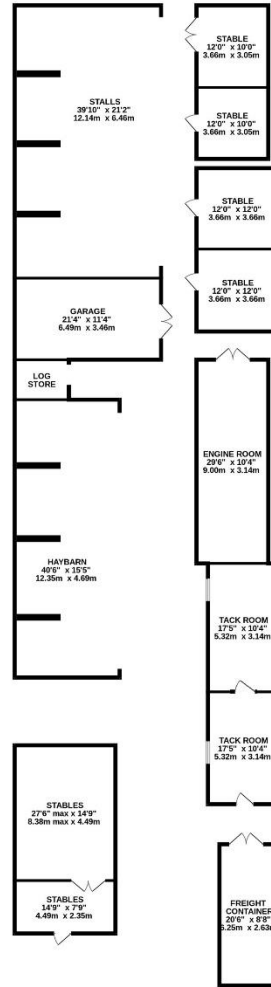 STALLS
39'10" x 21'2"
12.14m x 6.46m
GARAGE
21'4" x 11'4"
6.49m x 3.46m
LOG
STORE
HAYBARN
40'6" x 15'5"
12.35m x 4.69m
STABLES
27'6" max x 14'9"
8.38m max x 4.49m
STABLES
14'9" x 7'9"
4.49m x 2.35m
STABLE
12'0" x 10'0"
3.66m x 3.05m
STABLE
12'0" x 10'0"
3.66m x 3.05m
STABLE
12'0" x 12'0"
3.66m x 3.66m
STABLE
12'0" x 12'0"
3.66m x 3.66m
ENGINE ROOM
29'6" x 10'4"
9.00m x 3.14m
TACK ROOM
17'5" x 10'4"
5.32m x 3.14m
TACK ROOM
17'5" x 10'4"
5.32m x 3.14m
FREIGHT
CONTAINER
20'6" x 8'8"
6.25m x 2.63m